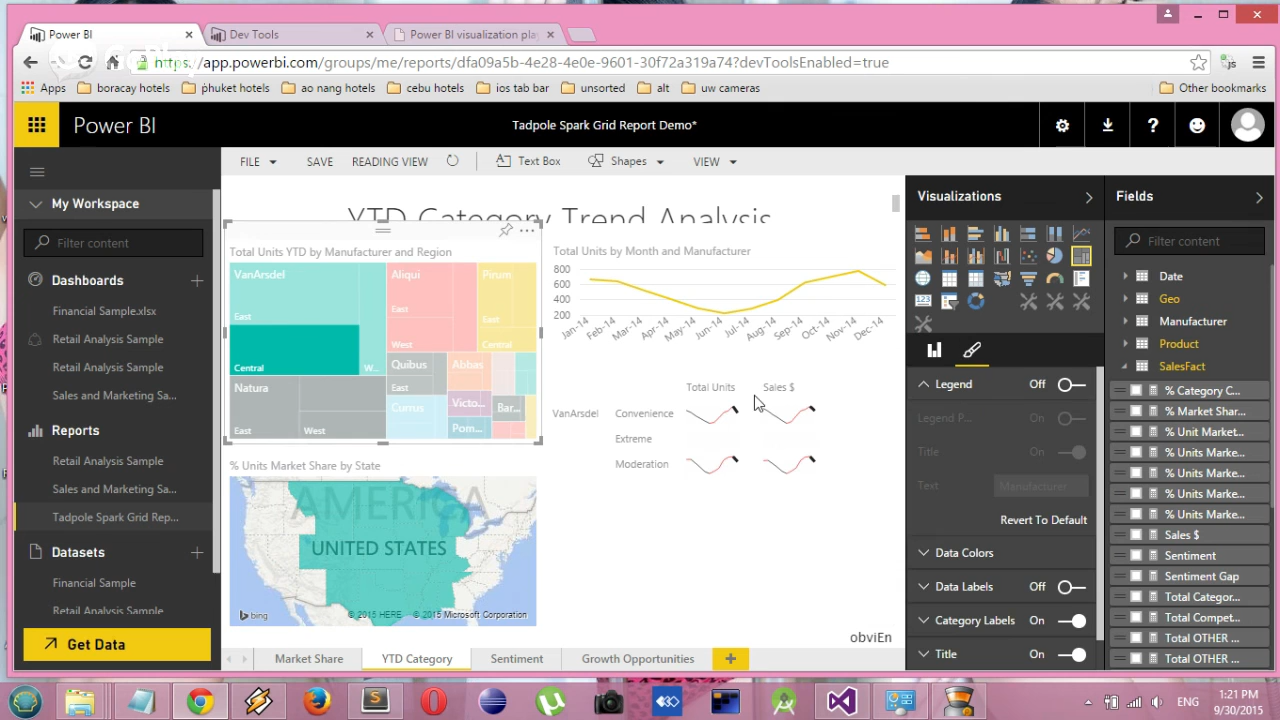 Power BI
Dev Tools
Power BI visualization play
https://app.powerbi.com/groups/me/reports/dfa09a5b-4e28-4e0e-9601-30f72a319a74?devToolsEnabled=true
Apps
boracay hotels
phuket hotels
ao nang hotels
cebu hotels
ios tab bar
unsorted
alt
uw cameras
Other bookmarks
Power BI
Tadpole Spark Grid Report Demo*
FILE
SAVE
READING VIEW
Text Box
Shapes
VIEW
My Workspace
Filter content
Dashboards
Financial Sample.xlsx
Retail Analysis Sample
Retail Analysis Sample
Sales and Marketing Sa...
Reports
Retail Analysis Sample
Sales and Marketing Sa...
Tadpole Spark Grid Rep...
Datasets
Financial Sample
Retail Analysis Sample
Get Data
YTD Category Trend Analysis
Total Units YTD by Manufacturer and Region
VanArsdel
East
Central
W...
Natura
East
West
Aliqui
East
West
Pirum
East
Central
Quibus
East
Currus
Abbas
Victo...
Pom...
Bar...
Total Units by Month and Manufacturer
800
600
400
200
Jan-14
Feb-14
Mar-14
Apr-14
May-14
Jun-14
Jul-14
Aug-14
Sep-14
Oct-14
Nov-14
Dec-14
Total Units
Sales $
VanArsdel
Convenience
Extreme
Moderation
% Units Market Share by State
AMERICA
UNITED STATES
bing
© 2015 HERE
© 2015 Microsoft Corporation
obviEn
Market Share
YTD Category
Sentiment
Growth Opportunities
Visualizations
Legend
Off
Legend P...
On
Title
On
Text
Manufacturer
Revert To Default
Data Colors
Data Labels
Off
Category Labels
On
Title
On
Fields
Filter content
Date
Geo
Manufacturer
Product
SalesFact
% Category C...
% Market Shar...
% Unit Market...
% Units Marke...
% Units Marke...
% Units Marke...
% Units Marke...
Sales $
Sentiment
Sentiment Gap
Total Categor...
Total Compet...
Total OTHER ...
Total OTHER ...
ENG
1:21 PM
9/30/2015